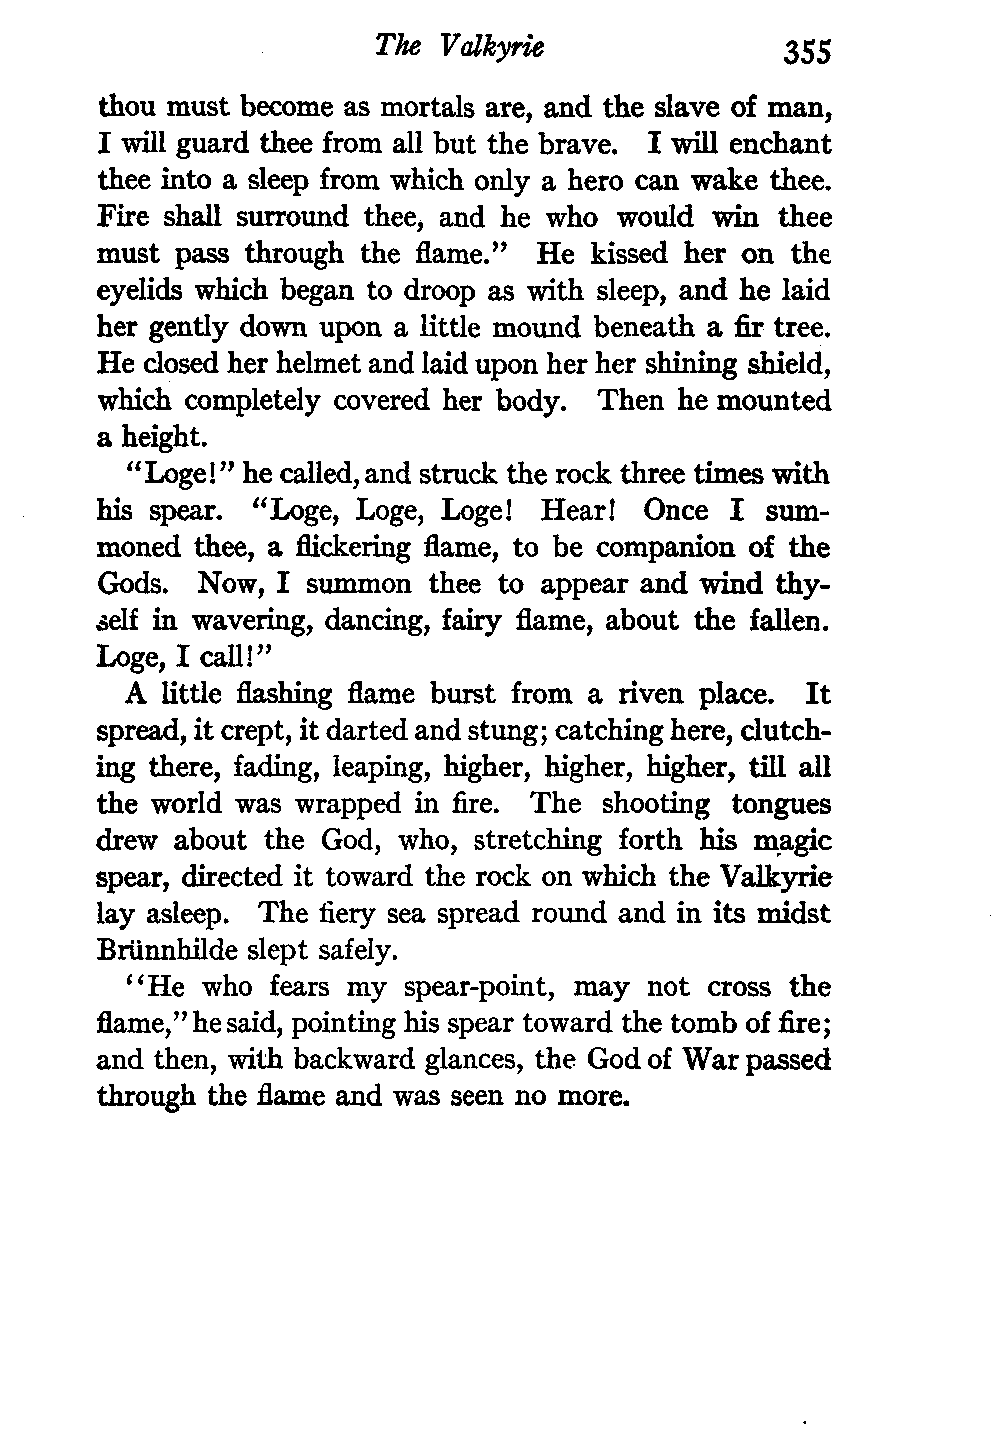 The Valkyrie 355
thou must become as mortals are, and the slave of man,
I will guard thee from all but the brave. I will enchant
thee into a sleep from which only a hero can wake thee.
Fire shall surround thee, and he who would win thee
must pass through the flame." He kissed her on the
eyelids which began to droop as with sleep, and he laid
her gently down upon a little mound beneath a fir tree.
He closed her helmet and laid upon her her shining shield,
which completely covered her body. Then he mounted
a height.
"Loge!" he called, and struck the rock three times with
his spear. "Loge, Loge, Loge! Hear! Once I sum-
moned thee, a flickering flame, to be companion of the
Gods. Now, I summon thee to appear and wind thy-
self in wavering, dancing, fairy flame, about the fallen.
Loge, I call!"
A little flashing flame burst from a riven place. It
spread, it crept, it darted and stung; catching here, clutch-
ing there, fading, leaping, higher, higher, higher, till all
the world was wrapped in fire. The shooting tongues
drew about the God, who, stretching forth his magic
spear, directed it toward the rock on which the Valkyrie
lay asleep. The fiery sea spread round and in its midst
Brünnhilde slept safely.
"He who fears my spear-point, may not cross the
flame," he said, pointing his spear toward the tomb of fire;
and then, with backward glances, the God of War passed
through the flame and was seen no more.